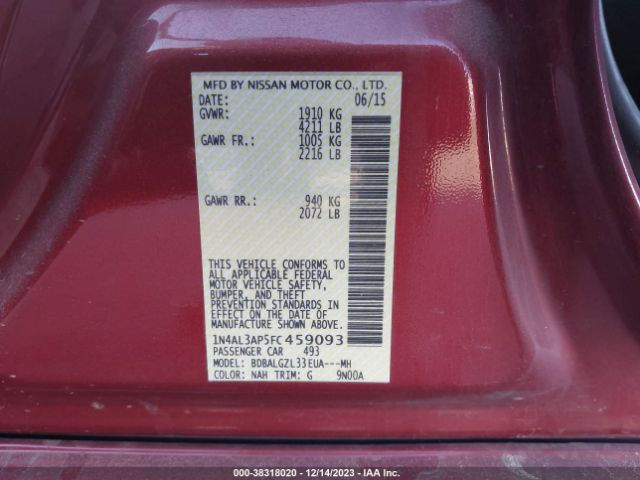 MFD BY NISSAN MOTOR CO., LTD.
DATE: 06/15
GVWR: 1910 KG
4211 LB
GAWR FR.: 1005 KG
2216 LB
GAWR RR.: 940 KG
2072 LB
THIS VEHICLE CONFORMS TO
ALL APPLICABLE FEDERAL
MOTOR VEHICLE SAFETY,
BUMPER, AND THEFT
PREVENTION STANDARDS IN
EFFECT ON THE DATE OF
MANUFACTURE SHOWN ABOVE.
1N4AL3AP5FC459093
PASSENGER CAR 493
MODEL: BDBALGZL33EUA---MH
COLOR: NAH TRIM: G 9N00A
000-38318020 - 12/14/2023 - IAA Inc.